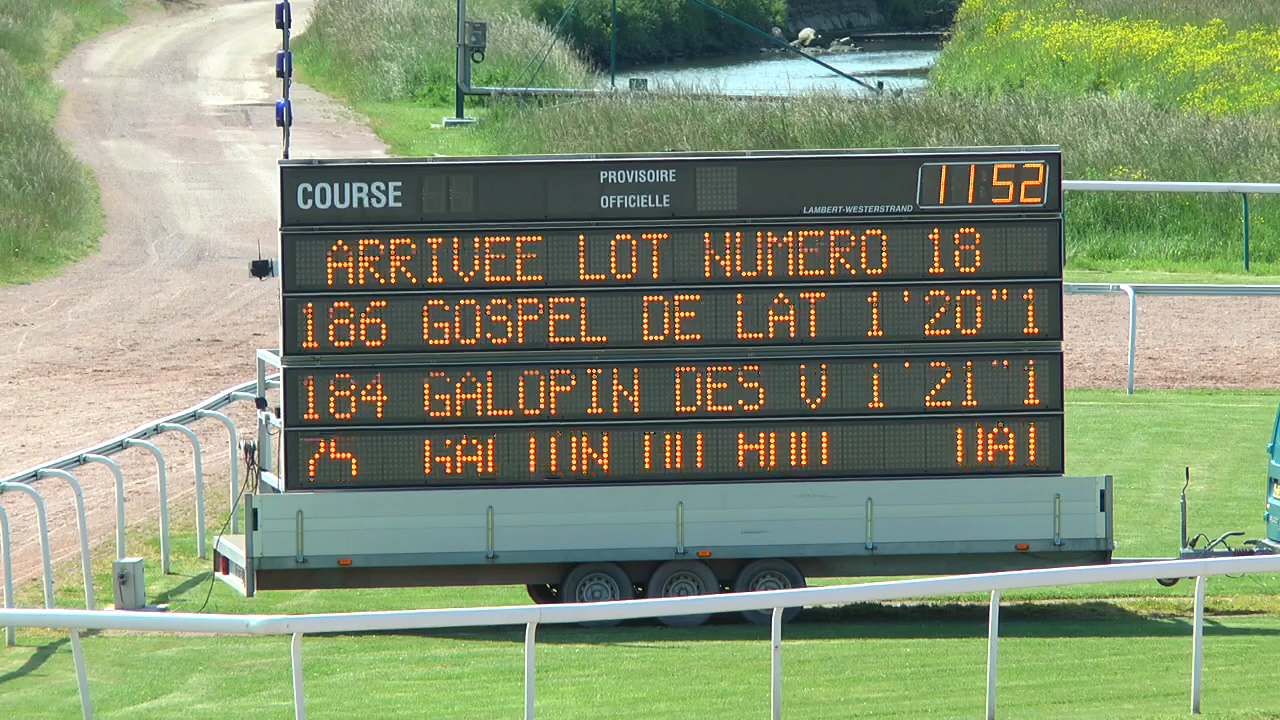 COURSE
PROVISOIRE
OFFICIELLE
LAMBERT-WESTERSTRAND
1152
ARRIVEE LOT NUMERO 18
186 GOSPEL DE LAT 1'20"1
184 GALOPIN DES V 1'21"1
75